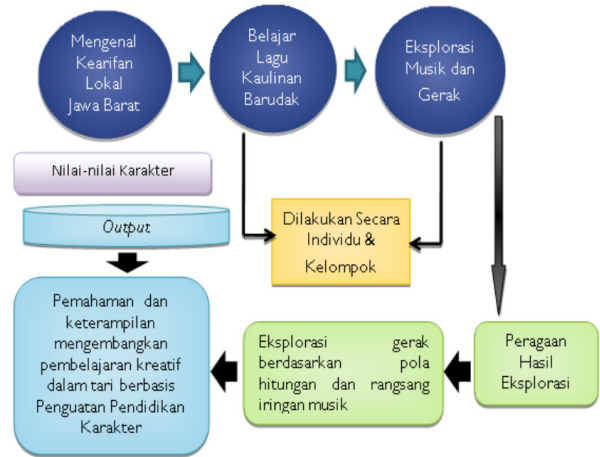 Mengenal
Kearifan
Lokal
Jawa Barat
Belajar
Lagu
Kaulinan
Barudak
Eksplorasi
Musik dan
Gerak
Nilai-nilai Karakter
Output
Dilakukan Secara
Individu &
Kelompok
Pemahaman dan
keterampilan
mengembangkan
pembelajaran kreatif
dalam tari berbasis
Penguatan Pendidikan
Karakter
Eksplorasi gerak
berdasarkan pola
hitungan dan rangsang
iringan musik
Peragaan
Hasil
Eksplorasi